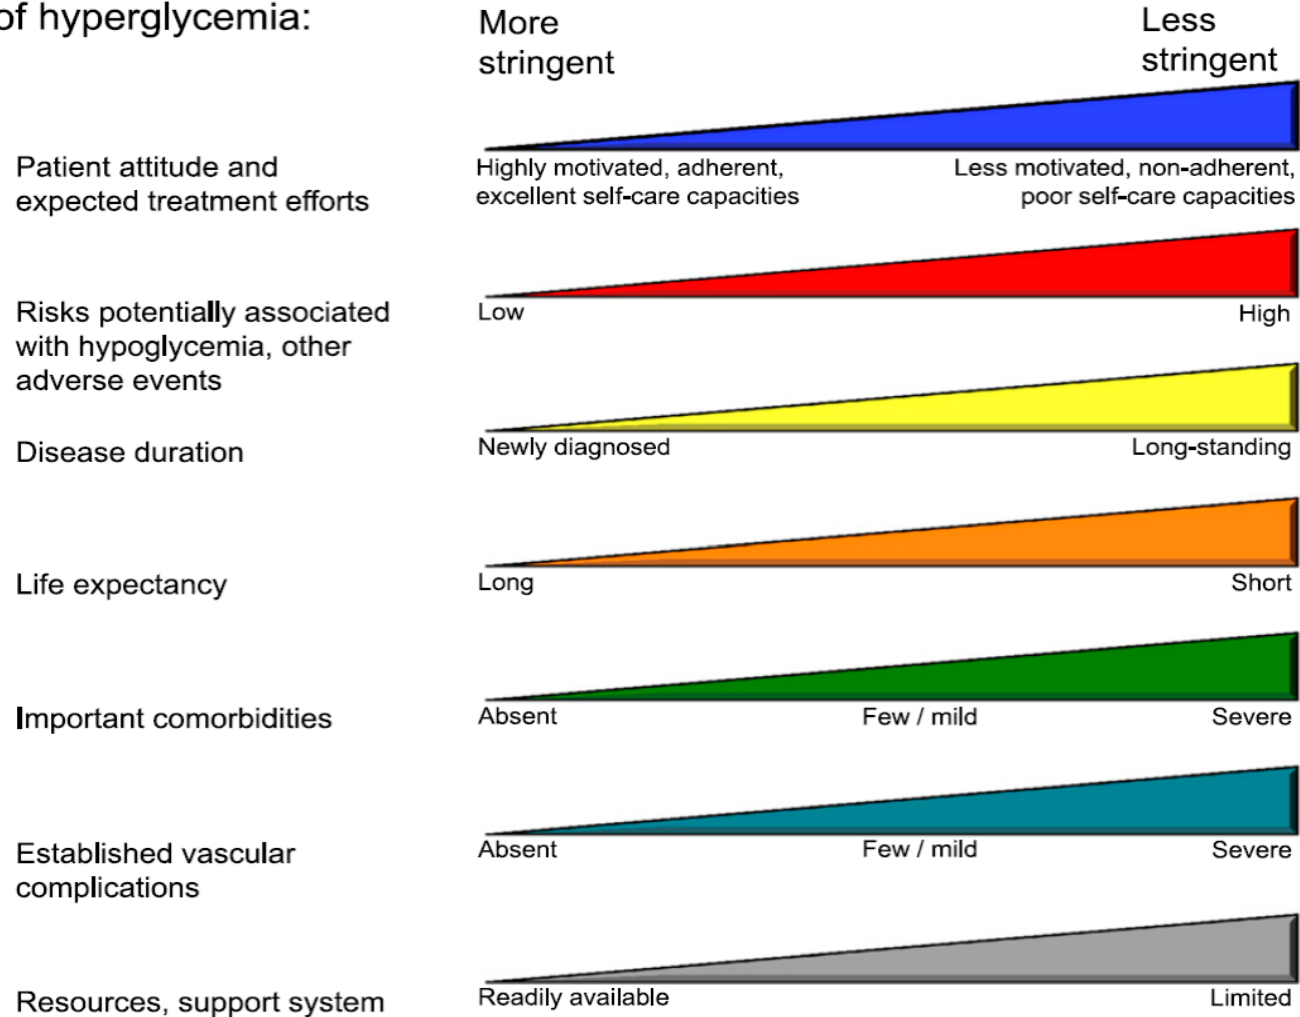 of hyperglycemia:
More
stringent
Less
stringent
Patient attitude and
expected treatment efforts
Highly motivated, adherent,
excellent self-care capacities
Less motivated, non-adherent,
poor self-care capacities
Risks potentially associated
with hypoglycemia, other
adverse events
Low
High
Disease duration
Newly diagnosed
Long-standing
Life expectancy
Long
Short
Important comorbidities
Absent
Few / mild
Severe
Established vascular
complications
Absent
Few / mild
Severe
Resources, support system
Readily available
Limited